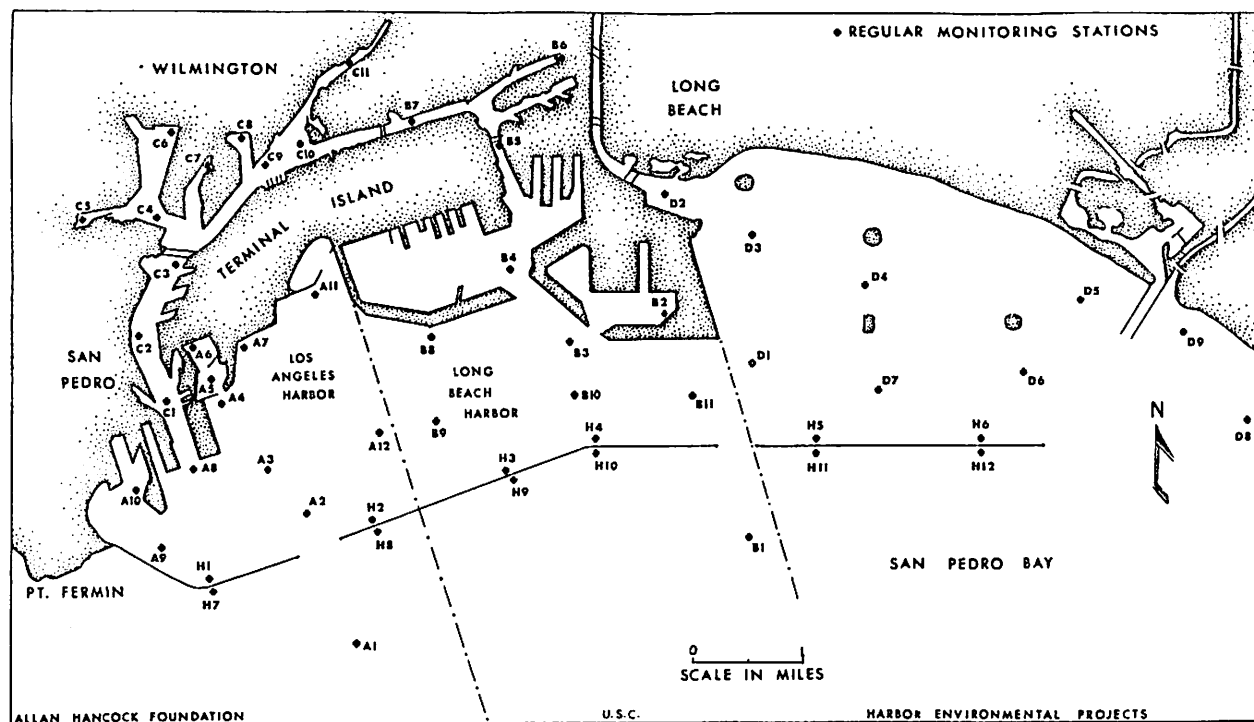 REGULAR MONITORING STATIONS
B6
C11
WILMINGTON
LONG
BEACH
B7
C8
C6
C10
B5
C7
C9
TERMINAL ISLAND
D2
C5
C4
D3
C3
B4
D4
A11
B2
D5
C2
A6
A7
B8
B3
D9
SAN
PEDRO
LOS
ANGELES
HARBOR
LONG
BEACH
HARBOR
D1
A5
D7
D6
C1
A4
B10
B11
B9
A12
D8
N
H4
H5
H6
H10
H11
H12
A8
A3
H3
H9
A10
A2
H2
H8
B1
A9
SAN PEDRO BAY
H1
PT. FERMIN
H7
A1
0
SCALE IN MILES
ALLAN HANCOCK FOUNDATION
U.S.C.
HARBOR ENVIRONMENTAL PROJECTS